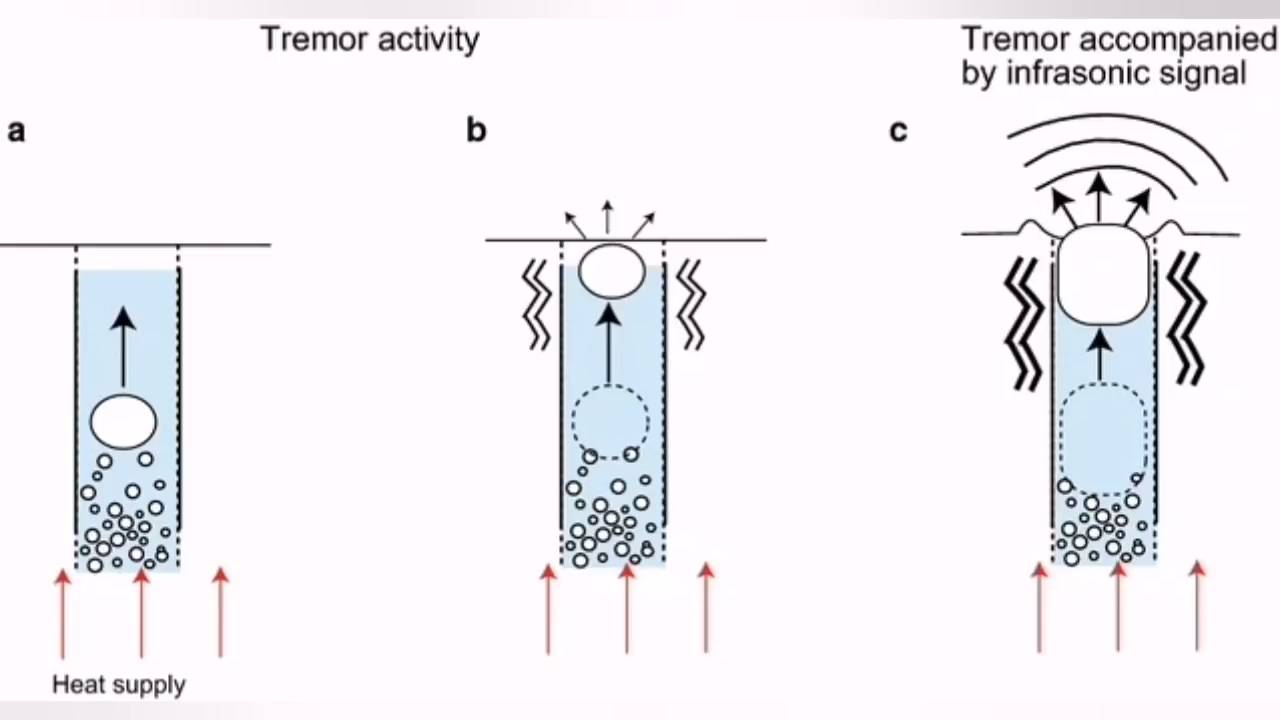 Tremor activity
Tremor accompanied
by infrasonic signal
a
b
c
Heat supply